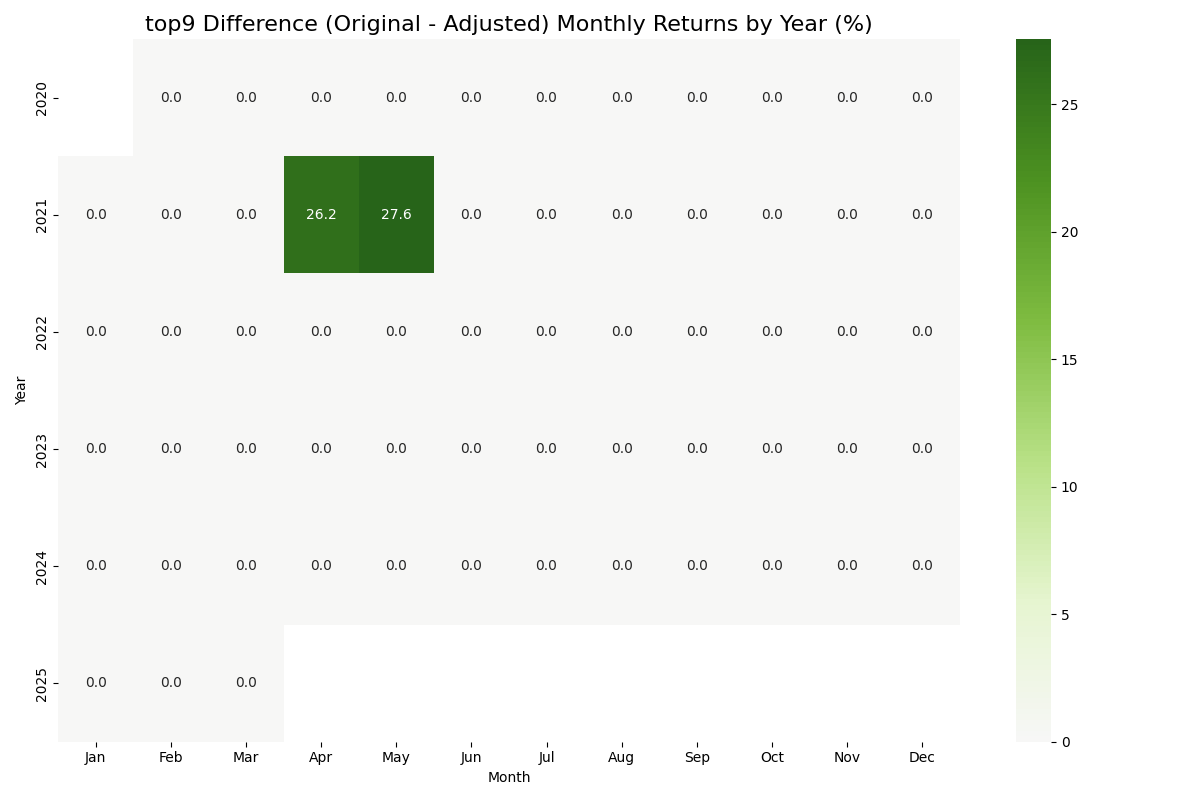 top9 Difference (Original - Adjusted) Monthly Returns by Year (%)
2020 0.0 0.0 0.0 0.0 0.0 0.0 0.0 0.0 0.0 0.0 0.0
2021 0.0 0.0 0.0 26.2 27.6 0.0 0.0 0.0 0.0 0.0 0.0 0.0
2022 0.0 0.0 0.0 0.0 0.0 0.0 0.0 0.0 0.0 0.0 0.0 0.0
2023 0.0 0.0 0.0 0.0 0.0 0.0 0.0 0.0 0.0 0.0 0.0 0.0
2024 0.0 0.0 0.0 0.0 0.0 0.0 0.0 0.0 0.0 0.0 0.0 0.0
2025 0.0 0.0 0.0
Year
Jan Feb Mar Apr May Jun Jul Aug Sep Oct Nov Dec
Month
25
20
15
10
5
0